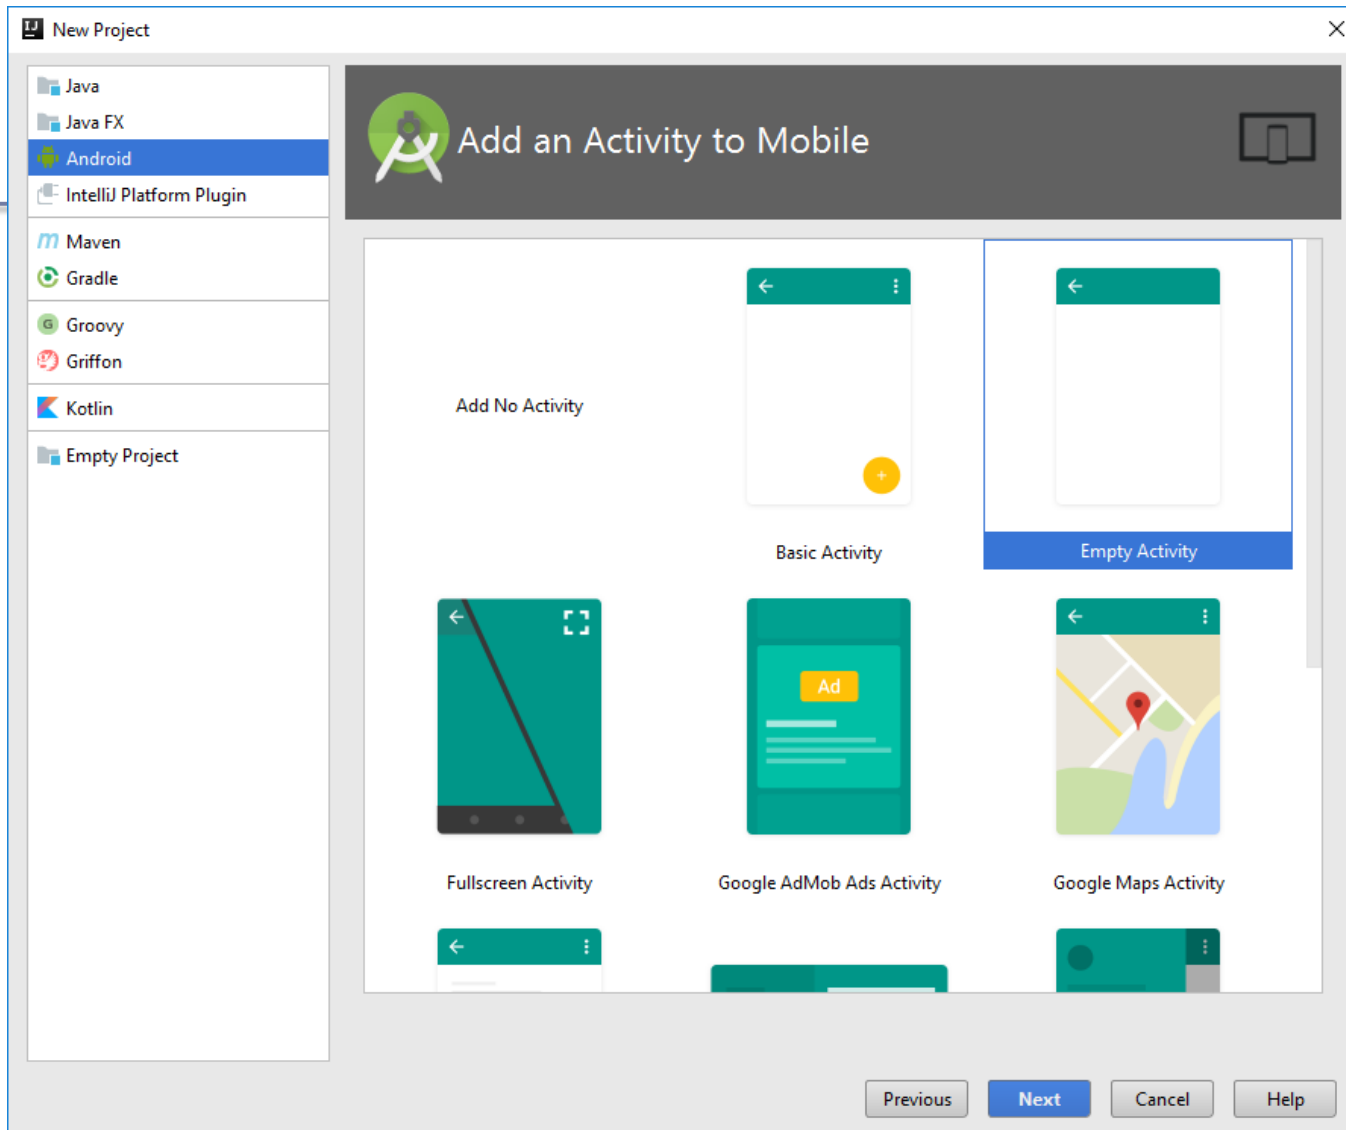 New Project
Java
Java FX
Android
IntelliJ Platform Plugin
Maven
Gradle
Groovy
Griffon
Kotlin
Empty Project
Add an Activity to Mobile
Add No Activity
Basic Activity
Empty Activity
Ad
Fullscreen Activity
Google AdMob Ads Activity
Google Maps Activity
Previous
Next
Cancel
Help